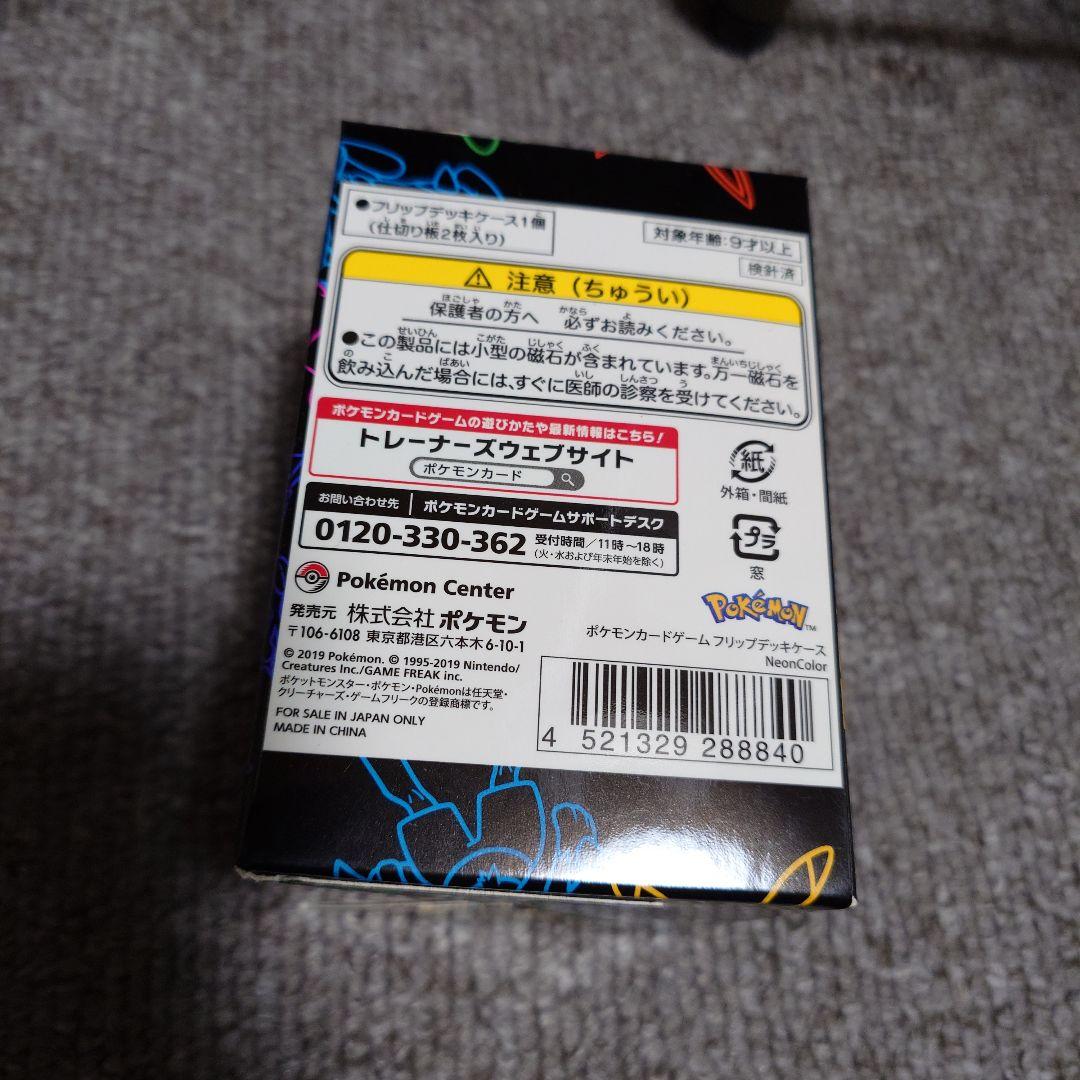 ●フリップデッキケース1個
(仕切り板2枚入り)
対象年齢:9才以上
検針済
注意(ちゅうい)
保護者の方へ 必ずお読みください。
●この製品には小型の磁石が含まれています。万一磁石を
飲み込んだ場合には、すぐに医師の診察を受けてください。
ポケモンカードゲームの遊びかたや最新情報はこちら!
トレーナーズウェブサイト
ポケモンカード
紙
外箱・間紙
お問い合わせ先 ポケモンカードゲームサポートデスク
0120-330-362 受付時間/11時～18時
(火・水および年末年始を除く)
プラ
窓
Pokémon Center
発売元 株式会社 ポケモン
〒106-6108 東京都港区六本木6-10-1
© 2019 Pokémon. © 1995-2019 Nintendo/
Creatures Inc./GAME FREAK inc.
ポケットモンスター・ポケモン・Pokémonは任天堂・
クリーチャーズ・ゲームフリークの登録商標です。
FOR SALE IN JAPAN ONLY
MADE IN CHINA
POKéMON™
ポケモンカードゲーム フリップデッキケース
NeonColor
4 521329 288840